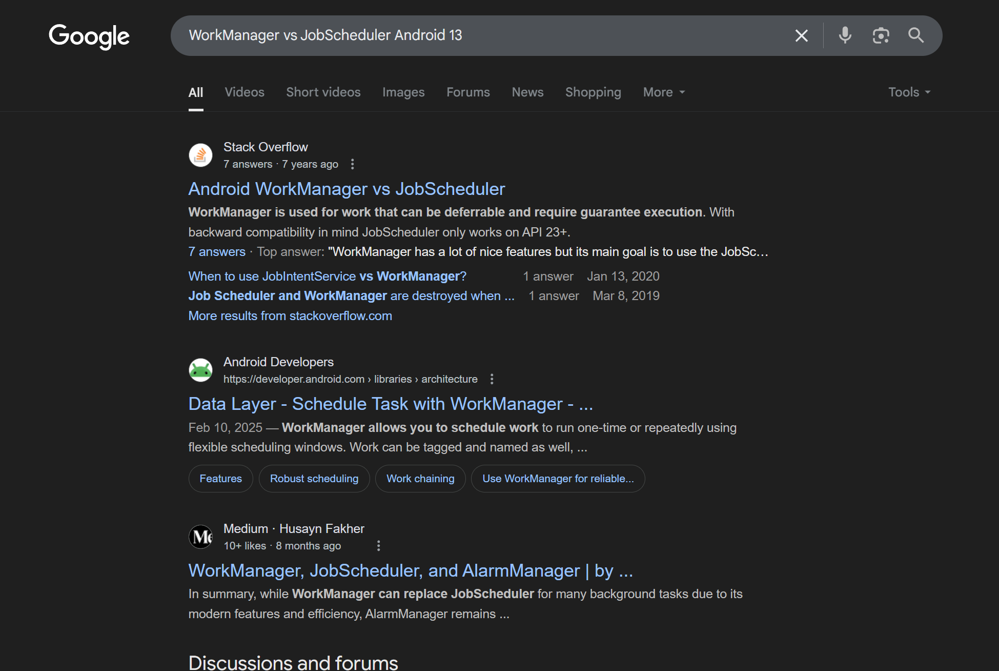 Google
WorkManager vs JobScheduler Android 13
All Videos Short videos Images Forums News Shopping More Tools
Stack Overflow
7 answers · 7 years ago
Android WorkManager vs JobScheduler
WorkManager is used for work that can be deferrable and require guarantee execution. With
backward compatibility in mind JobScheduler only works on API 23+.
7 answers · Top answer: "WorkManager has a lot of nice features but its main goal is to use the JobSc...
When to use JobIntentService vs WorkManager? 1 answer Jan 13, 2020
Job Scheduler and WorkManager are destroyed when ... 1 answer Mar 8, 2019
More results from stackoverflow.com
Android Developers
https://developer.android.com › libraries › architecture
Data Layer - Schedule Task with WorkManager - ...
Feb 10, 2025 — WorkManager allows you to schedule work to run one-time or repeatedly using
flexible scheduling windows. Work can be tagged and named as well, ...
Features Robust scheduling Work chaining Use WorkManager for reliable...
Me
Medium · Husayn Fakher
10+ likes · 8 months ago
WorkManager, JobScheduler, and AlarmManager | by ...
In summary, while WorkManager can replace JobScheduler for many background tasks due to its
modern features and efficiency, AlarmManager remains ...
Discussions and forums